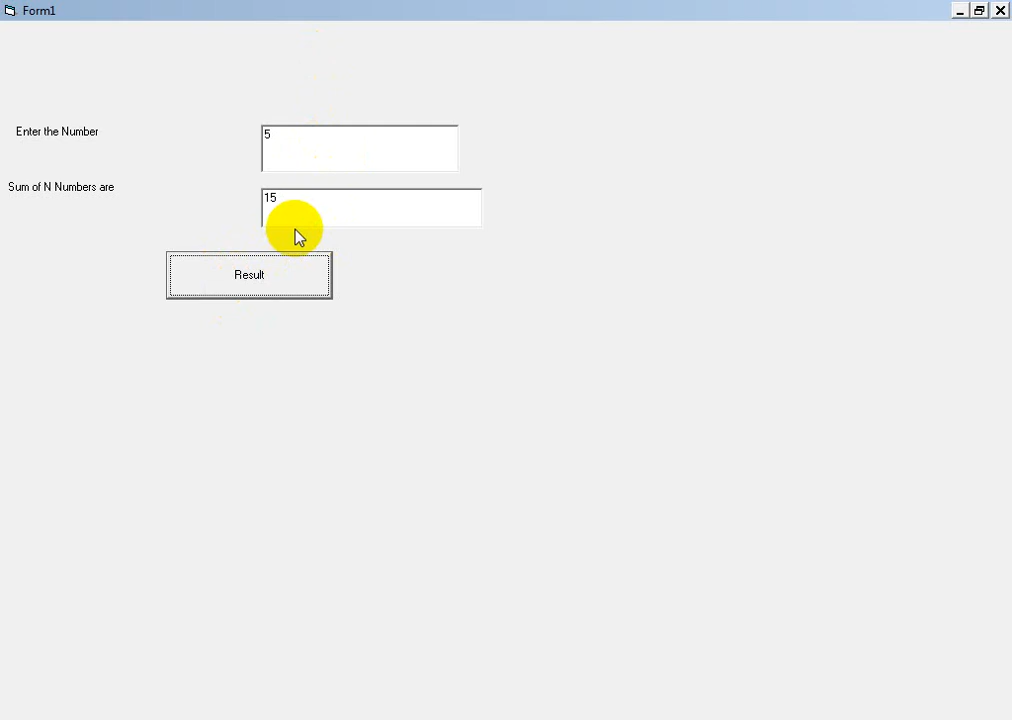 Form1
Enter the Number
5
Sum of N Numbers are
15
Result